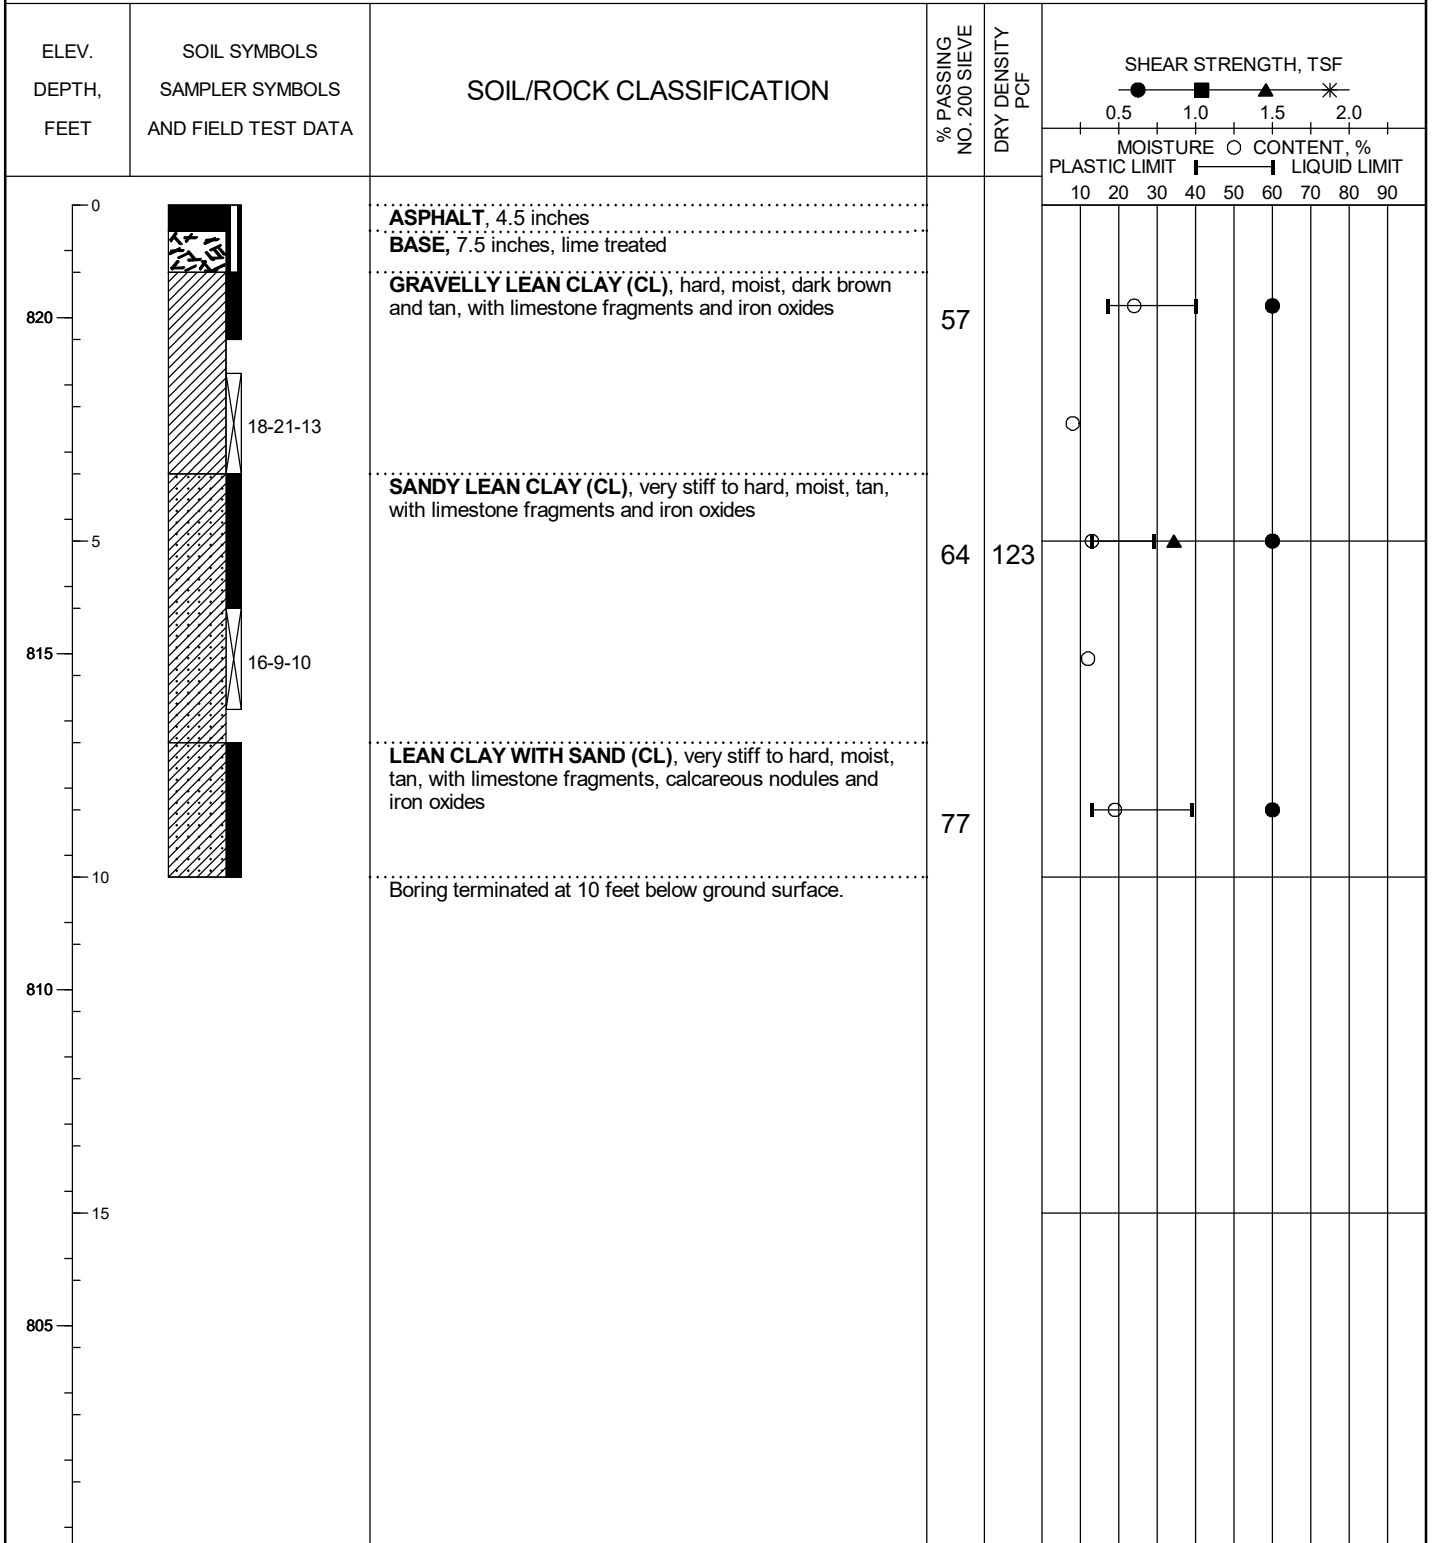 ELEV.
DEPTH,
FEET
SOIL SYMBOLS
SAMPLER SYMBOLS
AND FIELD TEST DATA
SOIL/ROCK CLASSIFICATION
% PASSING
NO. 200 SIEVE
DRY DENSITY
PCF
SHEAR STRENGTH, TSF
0.5 1.0 1.5 2.0
MOISTURE CONTENT, %
PLASTIC LIMIT LIQUID LIMIT
10 20 30 40 50 60 70 80 90
0
ASPHALT, 4.5 inches
BASE, 7.5 inches, lime treated
GRAVELLY LEAN CLAY (CL), hard, moist, dark brown
and tan, with limestone fragments and iron oxides
820
57
18-21-13
SANDY LEAN CLAY (CL), very stiff to hard, moist, tan,
with limestone fragments and iron oxides
5
64
123
815
16-9-10
LEAN CLAY WITH SAND (CL), very stiff to hard, moist,
tan, with limestone fragments, calcareous nodules and
iron oxides
77
10
Boring terminated at 10 feet below ground surface.
810
15
805